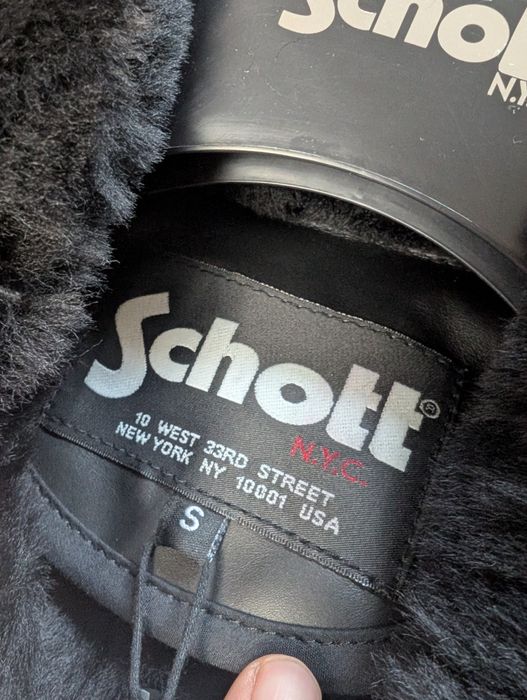 Schott
N.Y.C.
10 WEST 33RD STREET
NEW YORK NY 10001 USA
S